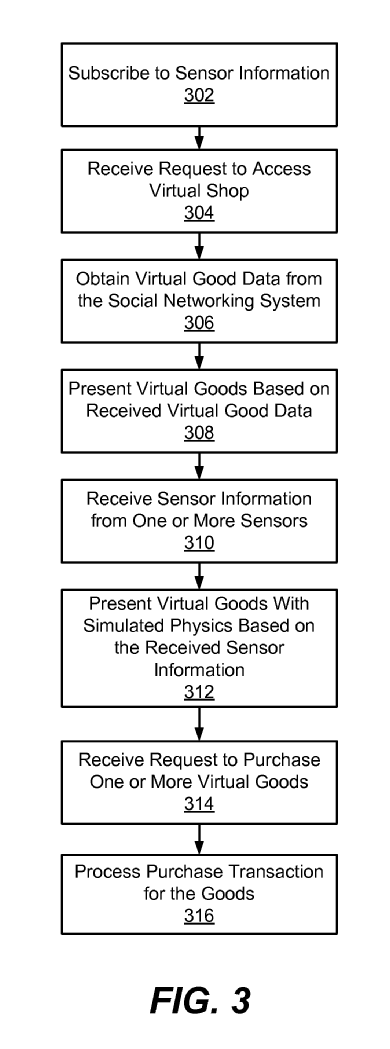 Subscribe to Sensor Information
302
Receive Request to Access
Virtual Shop
304
Obtain Virtual Good Data from
the Social Networking System
306
Present Virtual Goods Based on
Received Virtual Good Data
308
Receive Sensor Information
from One or More Sensors
310
Present Virtual Goods With
Simulated Physics Based on
the Received Sensor
Information
312
Receive Request to Purchase
One or More Virtual Goods
314
Process Purchase Transaction
for the Goods
316
FIG. 3